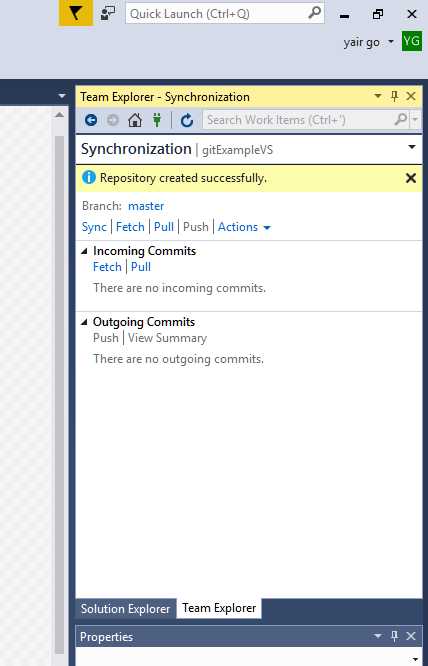 Quick Launch (Ctrl+Q)
yair go YG
Team Explorer - Synchronization
Search Work Items (Ctrl+')
Synchronization | gitExampleVS
Repository created successfully.
Branch: master
Sync | Fetch | Pull | Push | Actions
Incoming Commits
Fetch | Pull
There are no incoming commits.
Outgoing Commits
Push | View Summary
There are no outgoing commits.
Solution Explorer Team Explorer
Properties